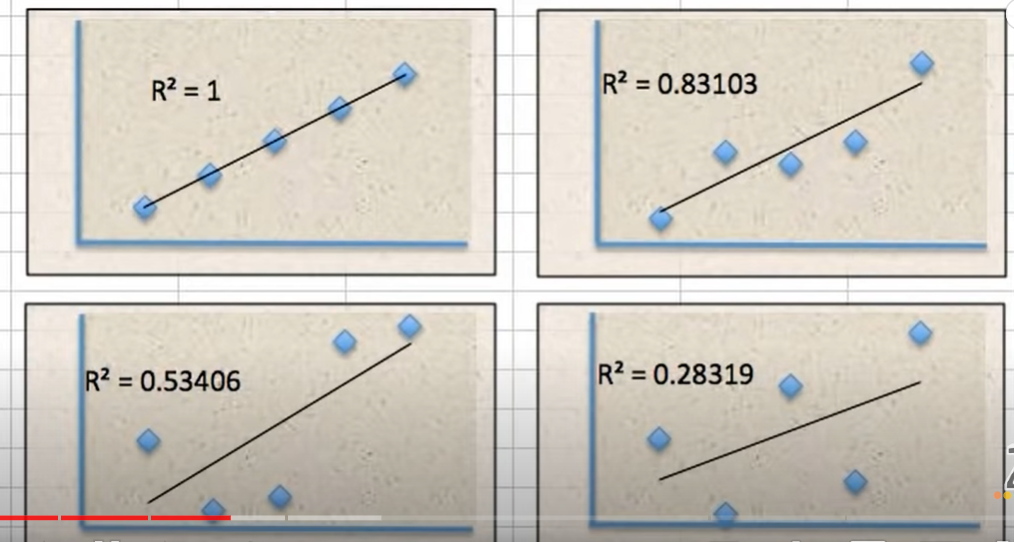 R² = 1
R² = 0.83103
R² = 0.53406
R² = 0.28319